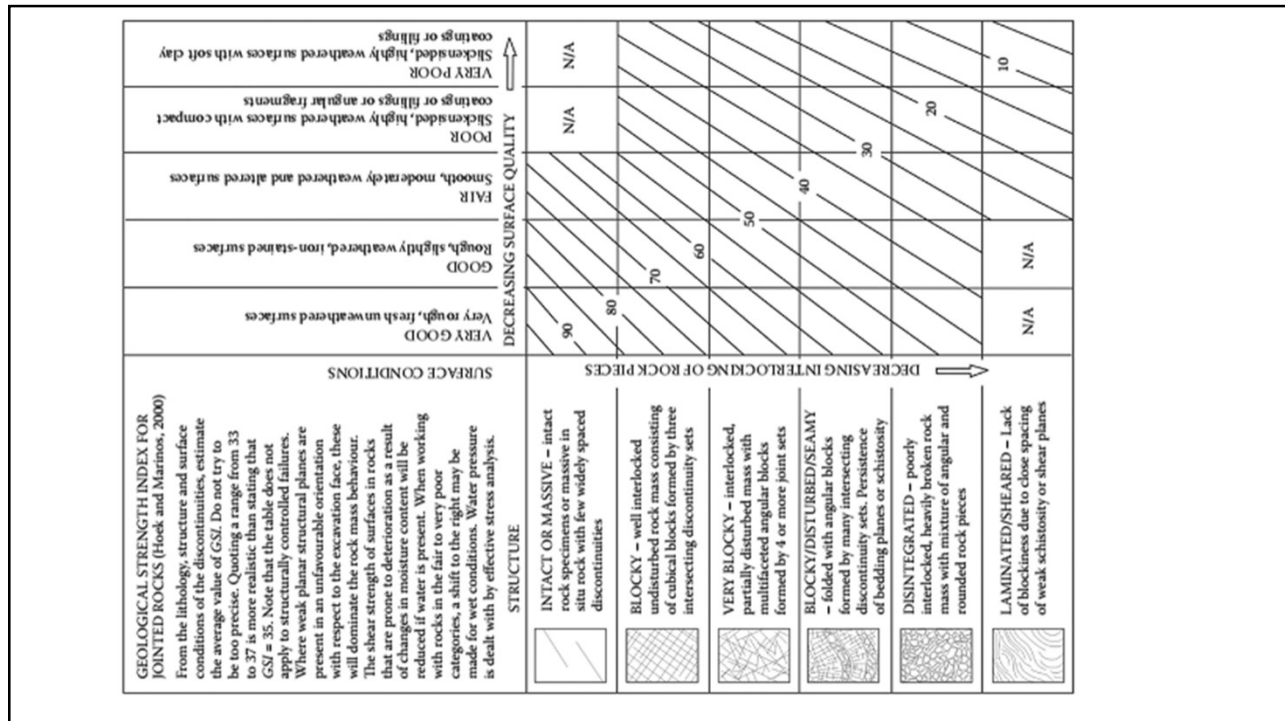 GEOLOGICAL STRENGTH INDEX FOR
JOINTED ROCKS (Hoek and Marinos, 2000)
From the lithology, structure and surface
conditions of the discontinuities, estimate
the average value of GSI. Do not try to
be too precise. Quoting a range from 33
to 37 is more realistic than stating that
GSI = 35. Note that the table does not
apply to structurally controlled failures.
Where weak planar structural planes are
present in an unfavourable orientation
with respect to the excavation face, these
will dominate the rock mass behaviour.
The shear strength of surfaces in rocks
that are prone to deterioration as a result
of changes in moisture content will be
reduced if water is present. When working
with rocks in the fair to very poor
categories, a shift to the right may be
made for wet conditions. Water pressure
is dealt with by effective stress analysis.
STRUCTURE
SURFACE CONDITIONS
VERY GOOD
Very rough, fresh unweathered surfaces
GOOD
Rough, slightly weathered, iron-stained surfaces
FAIR
Smooth, moderately weathered and altered surfaces
POOR
Slickensided, highly weathered surfaces with compact
coatings or fillings or angular fragments
VERY POOR
Slickensided, highly weathered surfaces with soft clay
coatings or fillings
DECREASING SURFACE QUALITY
DECREASING INTERLOCKING OF ROCK PIECES
INTACT OR MASSIVE – intact
rock specimens or massive in
situ rock with few widely spaced
discontinuities
90
80
N/A
N/A
BLOCKY – well interlocked
undisturbed rock mass consisting
of cubical blocks formed by three
intersecting discontinuity sets
70
60
VERY BLOCKY – interlocked,
partially disturbed mass with
multifaceted angular blocks
formed by 4 or more joint sets
50
BLOCKY/DISTURBED/SEAMY
– folded with angular blocks
formed by many intersecting
discontinuity sets. Persistence
of bedding planes or schistosity
40
30
DISINTEGRATED – poorly
interlocked, heavily broken rock
mass with mixture of angular and
rounded rock pieces
20
LAMINATED/SHEARED – Lack
of blockiness due to close spacing
of weak schistosity or shear planes
N/A
N/A
10